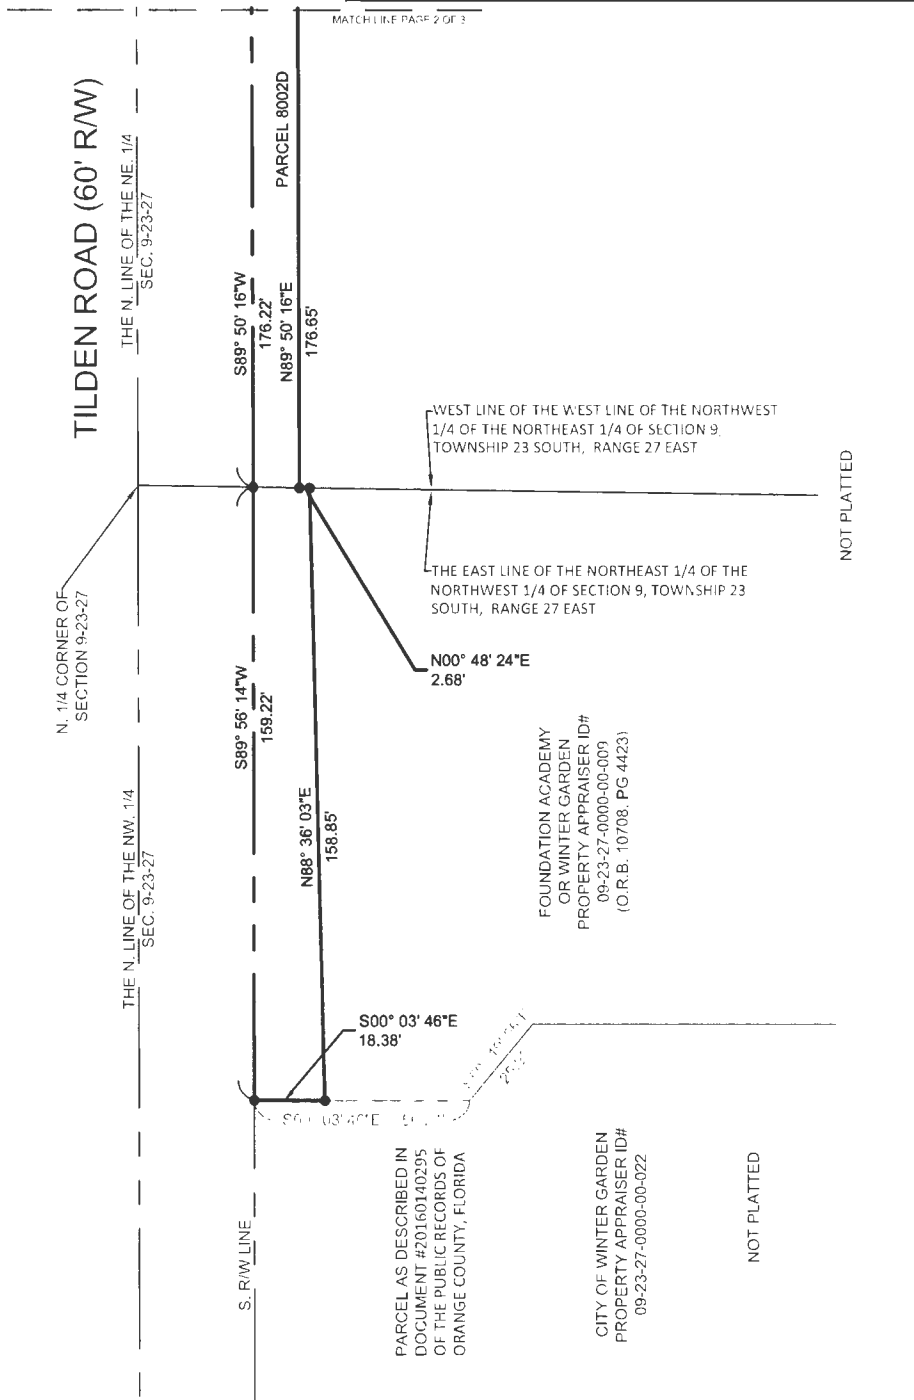 MATCH LINE PAGE 2 OF 3
TILDEN ROAD (60' R/W)
THE N. LINE OF THE NE. 1/4
SEC. 9-23-27
PARCEL 8002D
S89° 50' 16"W
176.22'
N89° 50' 16"E
176.65'
WEST LINE OF THE WEST LINE OF THE NORTHWEST
1/4 OF THE NORTHEAST 1/4 OF SECTION 9,
TOWNSHIP 23 SOUTH, RANGE 27 EAST
NOT PLATTED
THE EAST LINE OF THE NORTHEAST 1/4 OF THE
NORTHWEST 1/4 OF SECTION 9, TOWNSHIP 23
SOUTH, RANGE 27 EAST
N. 1/4 CORNER OF
SECTION 9-23-27
N00° 48' 24"E
2.68'
S89° 56' 14"W
159.22'
N88° 36' 03"E
158.85'
THE N. LINE OF THE NW. 1/4
SEC. 9-23-27
FOUNDATION ACADEMY
OR WINTER GARDEN
PROPERTY APPRAISER ID#
09-23-27-0000-00-009
(O.R.B. 10708, PG 4423)
S00° 03' 46"E
18.38'
S. R/W LINE
PARCEL AS DESCRIBED IN
DOCUMENT #20160140295
OF THE PUBLIC RECORDS OF
ORANGE COUNTY, FLORIDA
CITY OF WINTER GARDEN
PROPERTY APPRAISER ID#
09-23-27-0000-00-022
NOT PLATTED